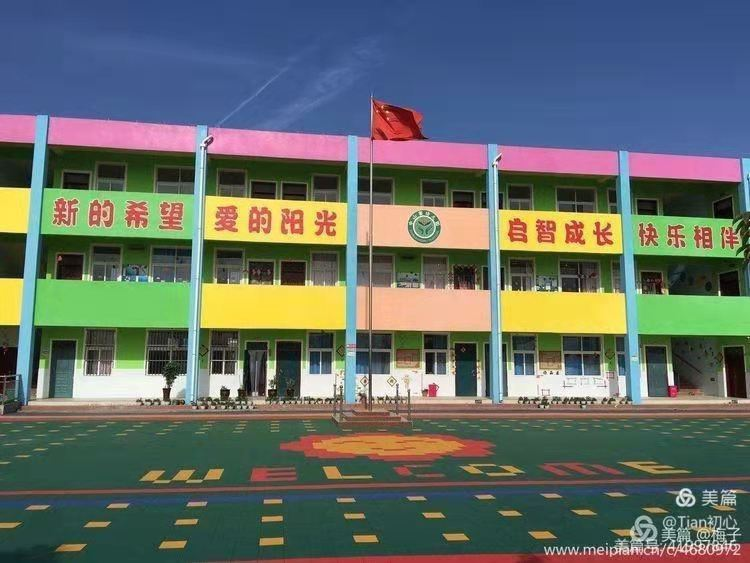 新的希望
爱的阳光
启智成长
快乐相伴
WELCOME
美篇
@Tian初心
美篇 @梅子
www.meipian.cn/c/4680972